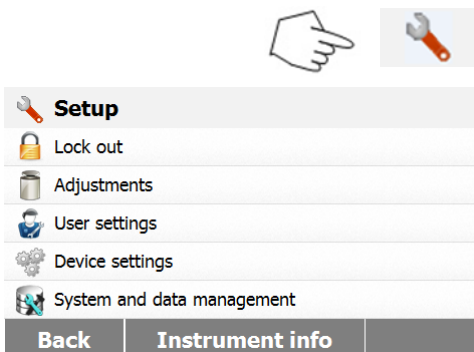 Setup
Lock out
Adjustments
User settings
Device settings
System and data management
Back Instrument info